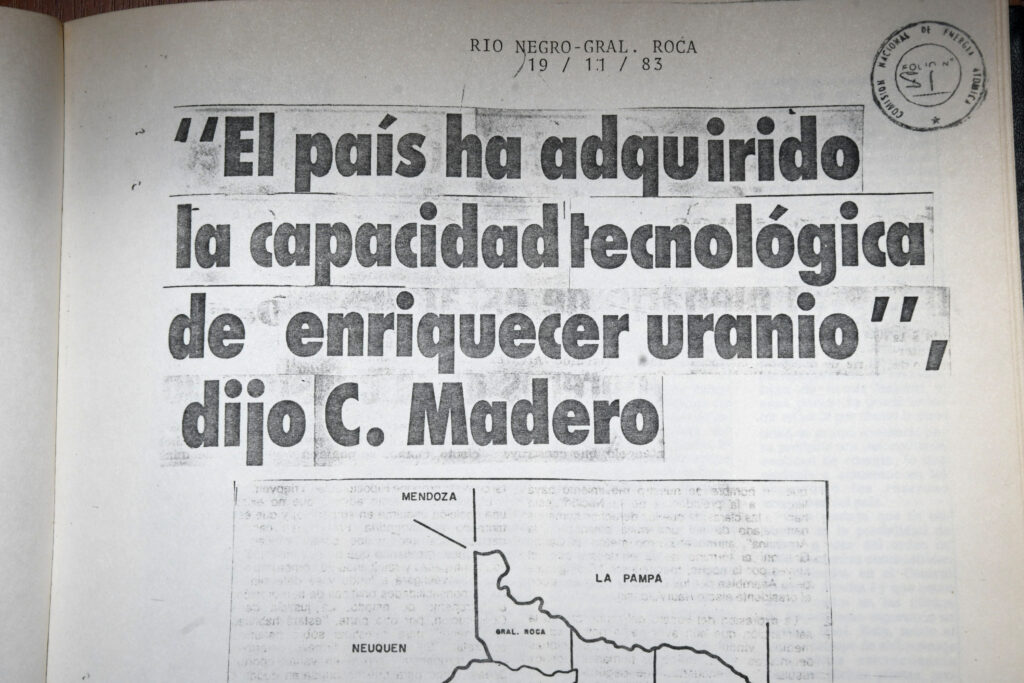 RIO NEGRO-GRAL. ROCA
19 / 11 / 83
COMISION NACIONAL DE ENERGIA ATOMICA
"El país ha adquirido
la capacidad tecnológica
de enriquecer uranio",
dijo C. Madero
MENDOZA
LA PAMPA
GRAL. ROCA
NEUQUEN